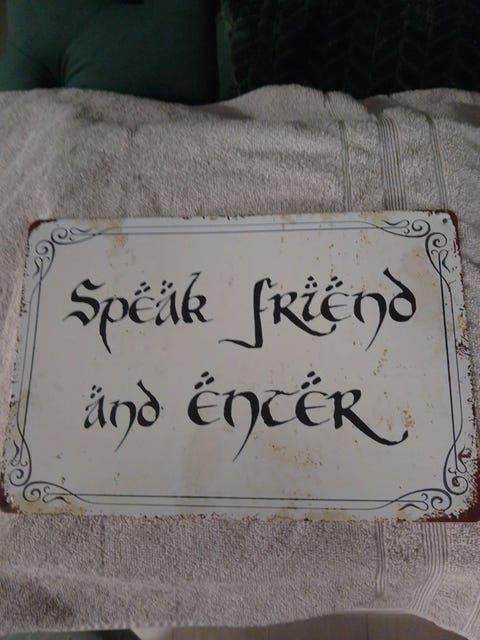 Speak friend
and enter